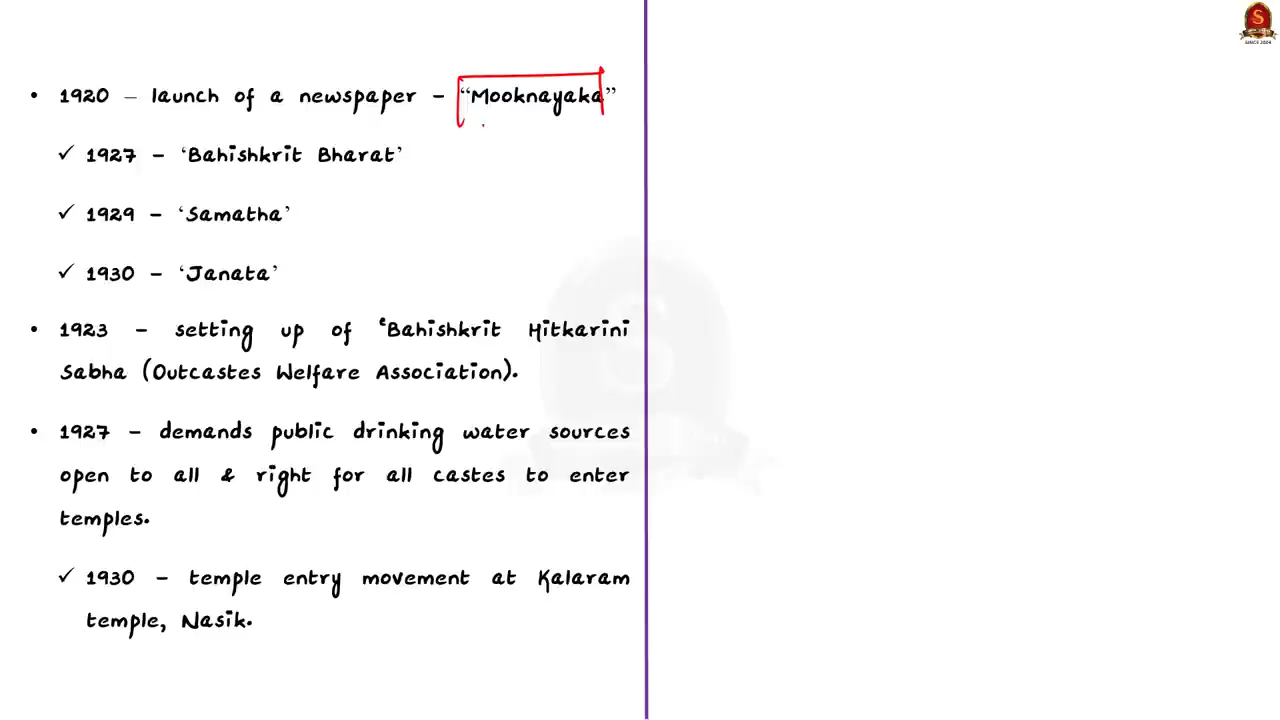 • 1920 – launch of a newspaper – “Mooknayaka”
✓ 1927 – ‘Bahishkrit Bharat’
✓ 1929 – ‘Samatha’
✓ 1930 – ‘Janata’
• 1923 – setting up of ‘Bahishkrit Hitkarini
Sabha (Outcastes Welfare Association).
• 1927 – demands public drinking water sources
open to all & right for all castes to enter
temples.
✓ 1930 – temple entry movement at Kalaram
temple, Nasik.
S
SINCE 2004